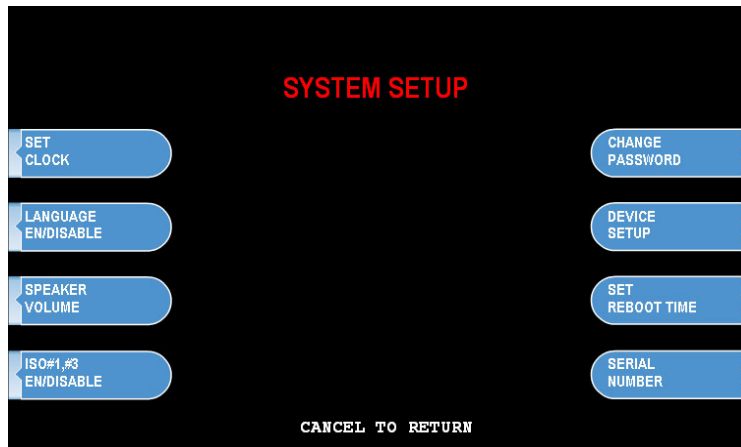 SYSTEM SETUP
SET
CLOCK
CHANGE
PASSWORD
LANGUAGE
EN/DISABLE
DEVICE
SETUP
SPEAKER
VOLUME
SET
REBOOT TIME
ISO#1,#3
EN/DISABLE
SERIAL
NUMBER
CANCEL TO RETURN